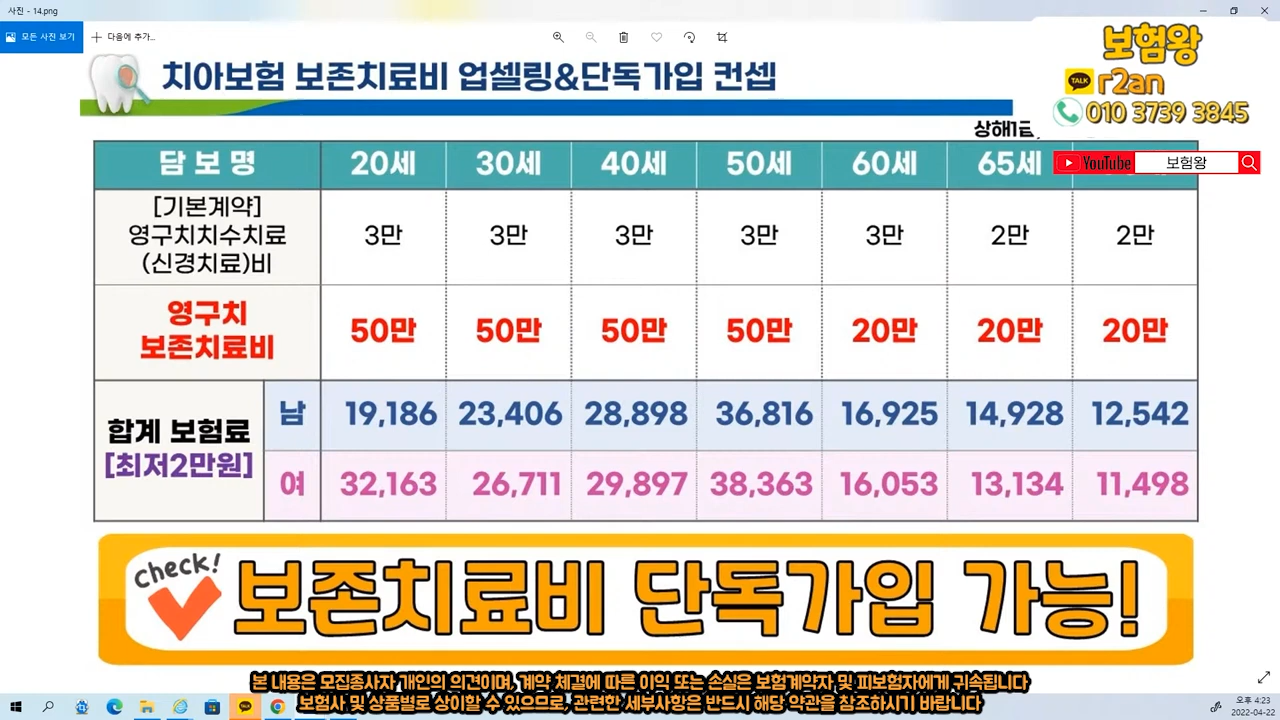 사진 - 14.png
모든 사진 보기
다음에 추가...
보험왕
TALK r2an
010 3739 3845
치아보험 보존치료비 업셀링&단독가입 컨셉
상해1급,
YouTube 보험왕
담 보 명 20세 30세 40세 50세 60세 65세
[기본계약]
영구치치수치료
(신경치료)비
3만 3만 3만 3만 3만 2만 2만
영구치
보존치료비
50만 50만 50만 50만 20만 20만 20만
합계 보험료
[최저2만원]
남 19,186 23,406 28,898 36,816 16,925 14,928 12,542
여 32,163 26,711 29,897 38,363 16,053 13,134 11,498
check!
보존치료비 단독가입 가능!
본 내용은 모집종사자 개인의 의견이며, 계약 체결에 따른 이익 또는 손실은 보험계약자 및 피보험자에게 귀속됩니다
보험사 및 상품별로 상이할 수 있으므로, 관련한 세부사항은 반드시 해당 약관을 참조하시기 바랍니다
오후 4:23
2022-04-22